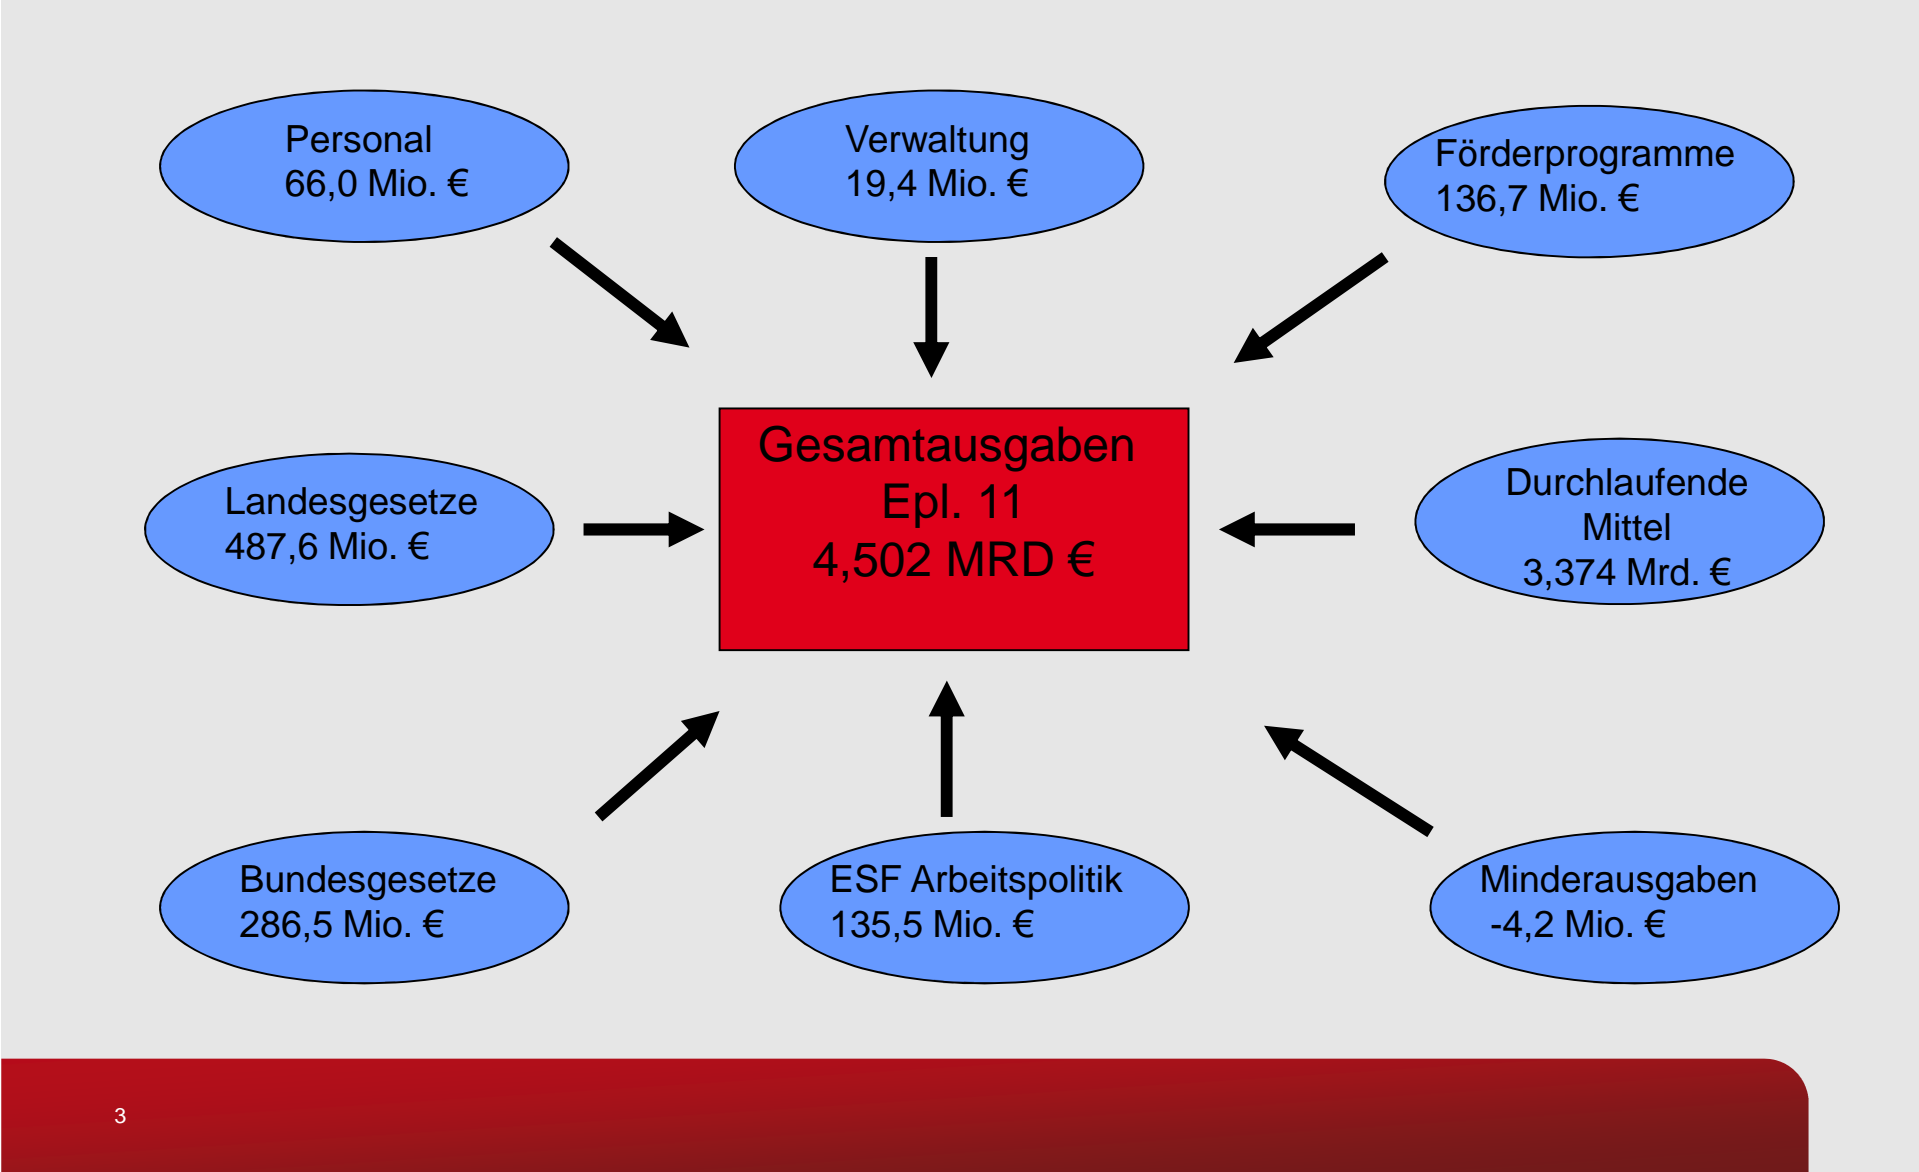 Personal
66,0 Mio. €
Verwaltung
19,4 Mio. €
Förderprogramme
136,7 Mio. €
Landesgesetze
487,6 Mio. €
Gesamtausgaben
Epl. 11
4,502 MRD €
Durchlaufende
Mittel
3,374 Mrd. €
Bundesgesetze
286,5 Mio. €
ESF Arbeitspolitik
135,5 Mio. €
Minderausgaben
-4,2 Mio. €
3